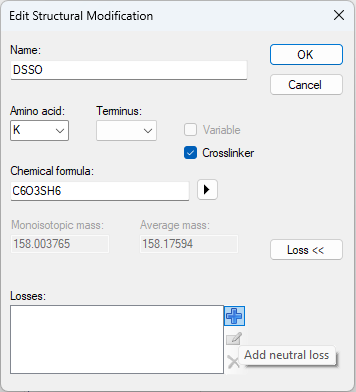 Edit Structural Modification
Name:
DSSO
OK
Cancel
Amino acid: Terminus:
K
Variable
Crosslinker
Chemical formula:
C6O3SH6
Monoisotopic mass: Average mass:
158.003765 158.17594
Loss <<
Losses:
Add neutral loss